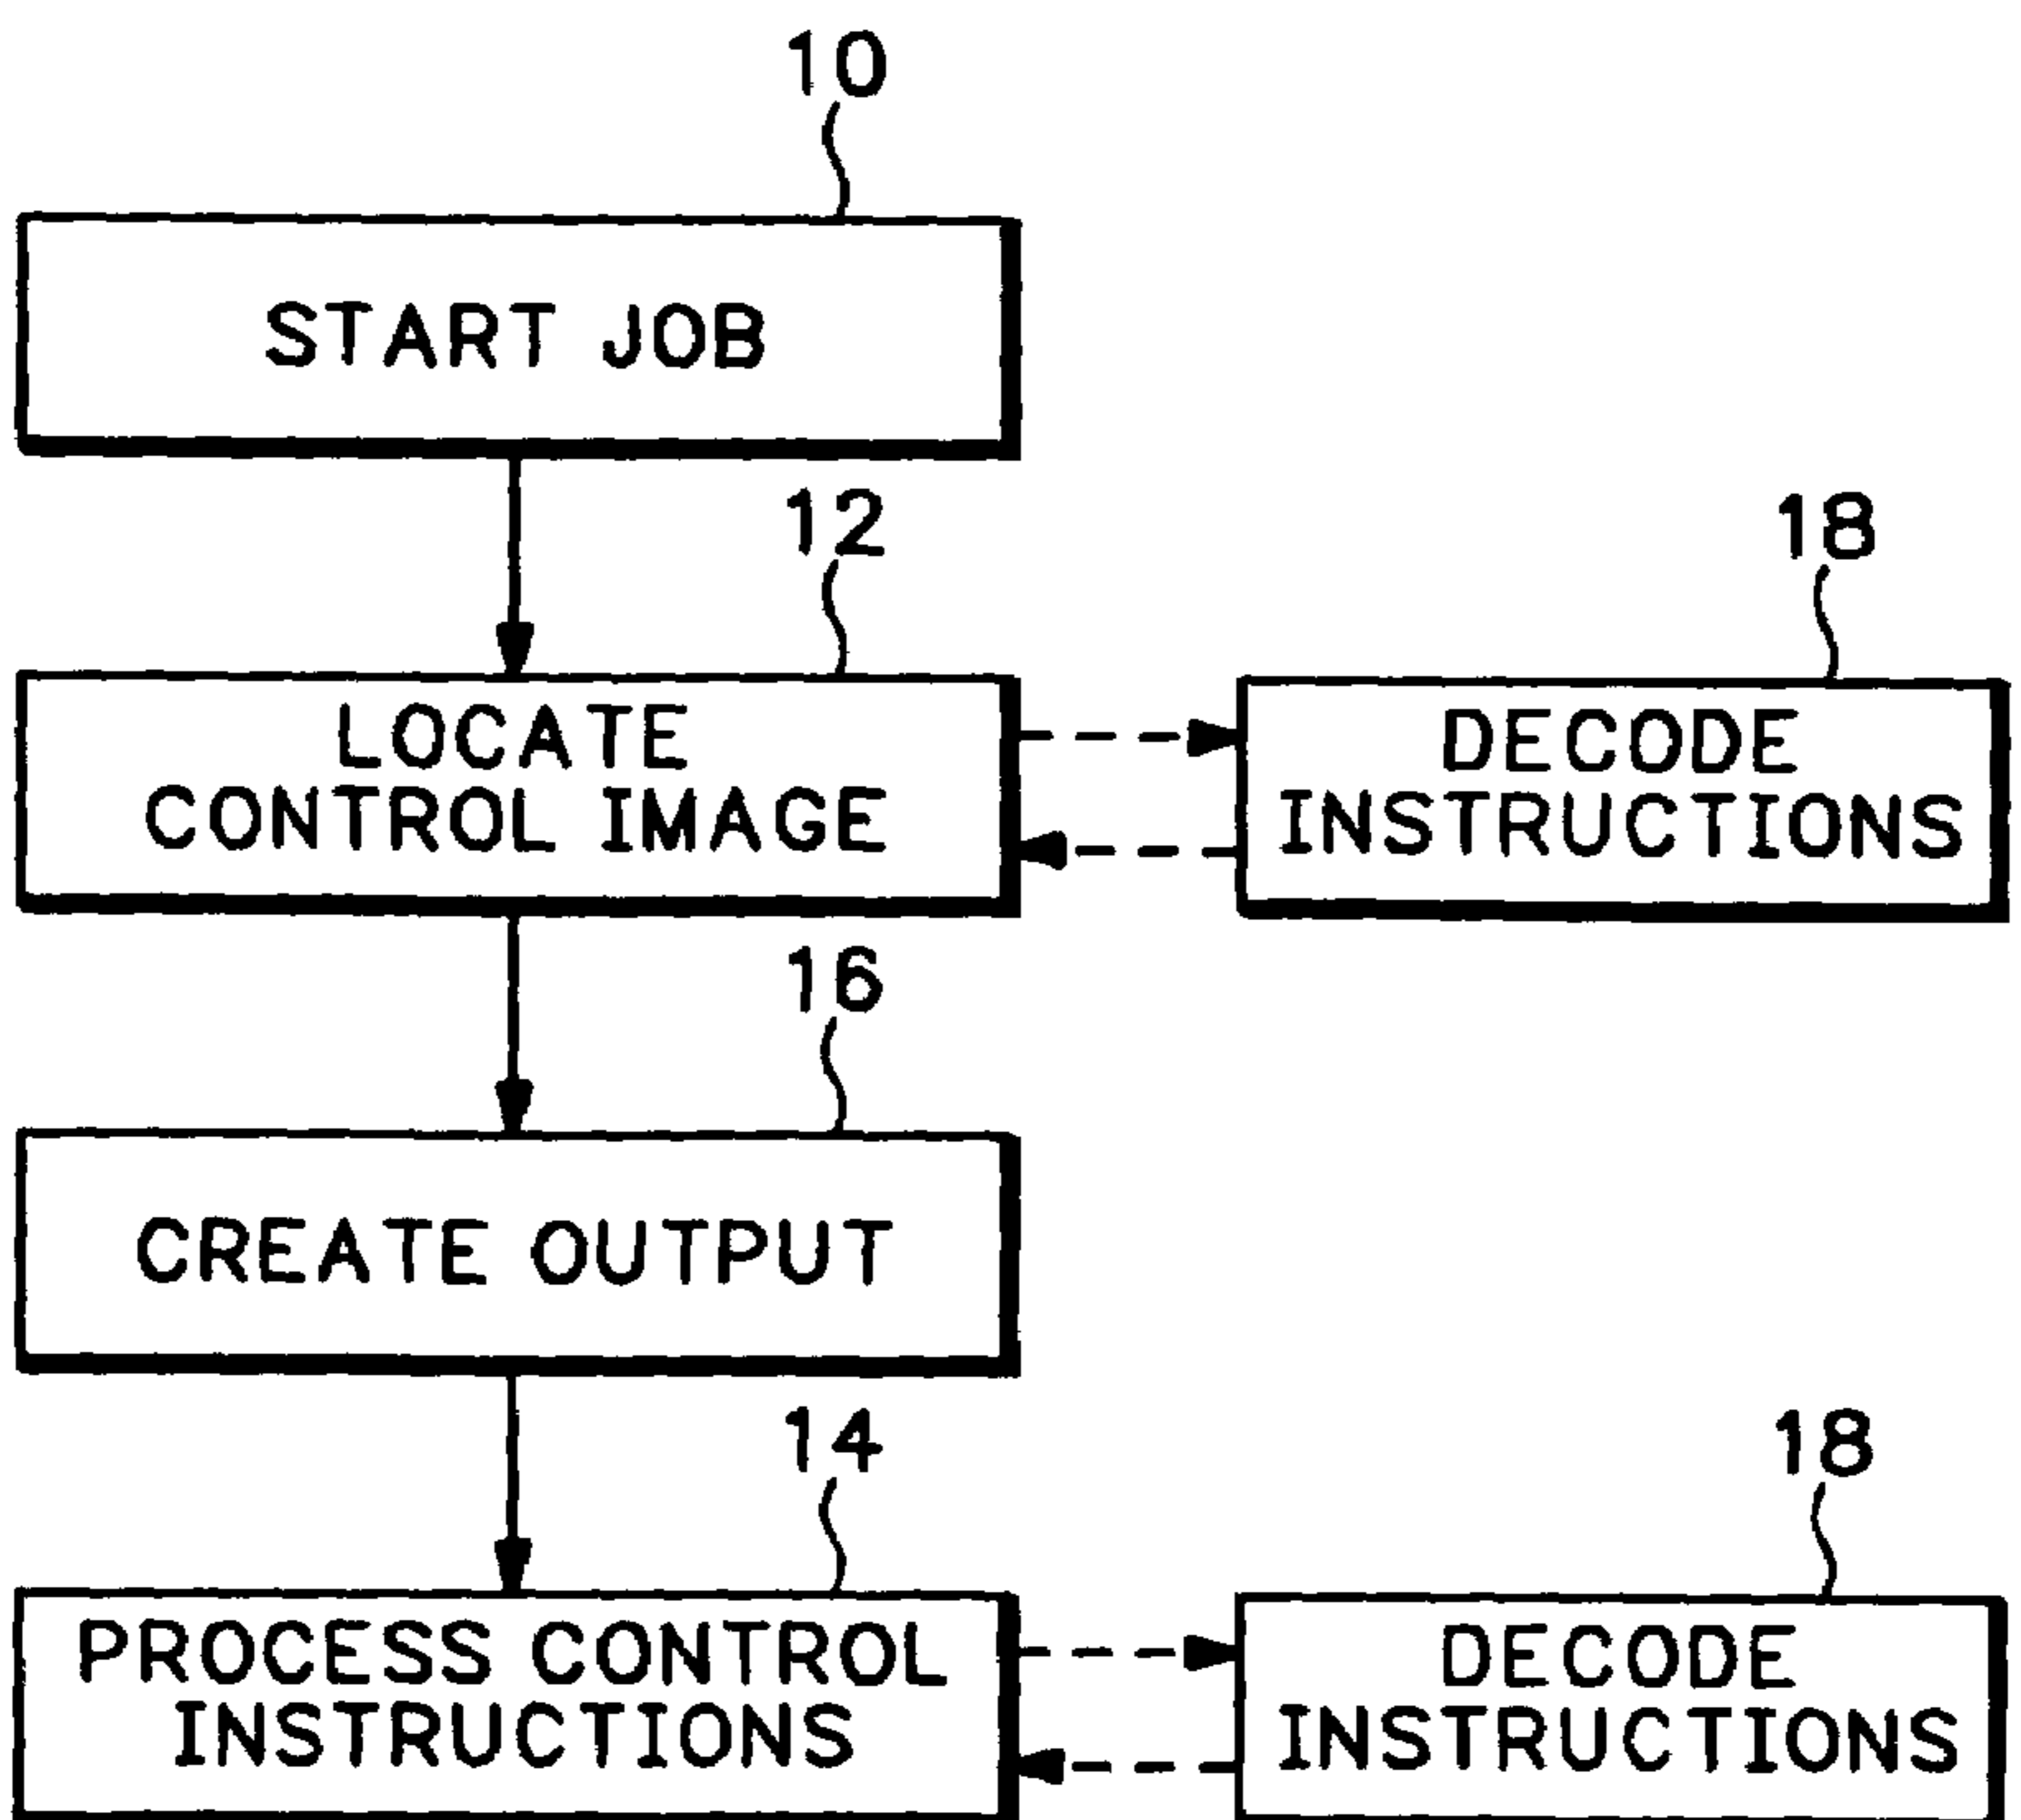 10
START JOB
12
LOCATE
CONTROL IMAGE
18
DECODE
INSTRUCTIONS
16
CREATE OUTPUT
14
PROCESS CONTROL
INSTRUCTIONS
18
DECODE
INSTRUCTIONS